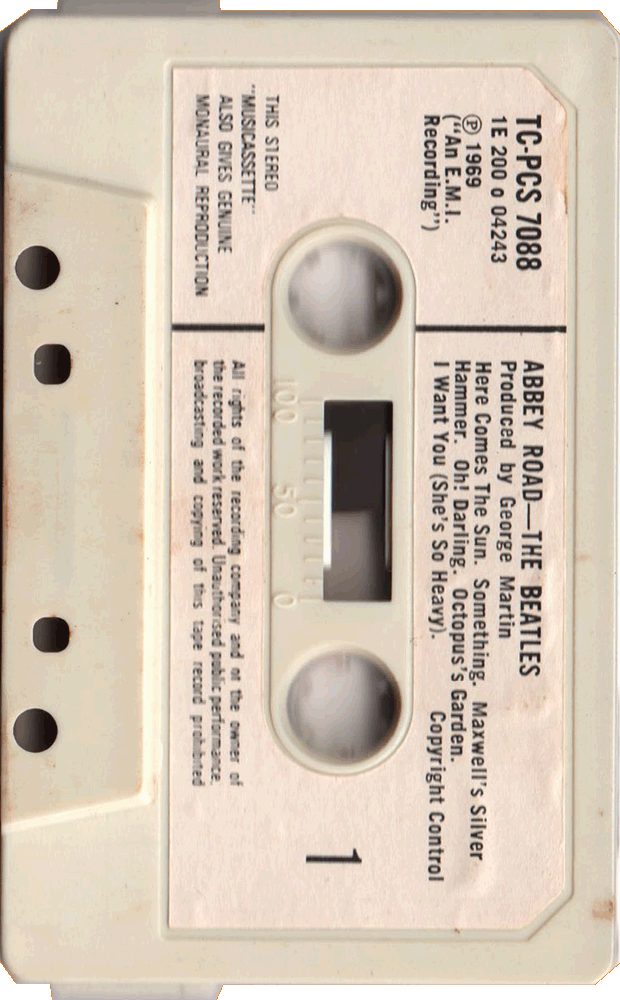 TC-PCS 7088
1E 200 o 04243
℗ 1969
("An E.M.I.
Recording")
ABBEY ROAD—THE BEATLES
Produced by George Martin
Here Comes The Sun. Something. Maxwell's Silver
Hammer. Oh! Darling. Octopus's Garden.
I Want You (She's So Heavy). Copyright Control
1
100 50 0
THIS STEREO
"MUSICASSETTE"
ALSO GIVES GENUINE
MONAURAL REPRODUCTION
All rights of the recording company and of the owner of
the recorded work reserved. Unauthorised public performance,
broadcasting and copying of this tape record prohibited